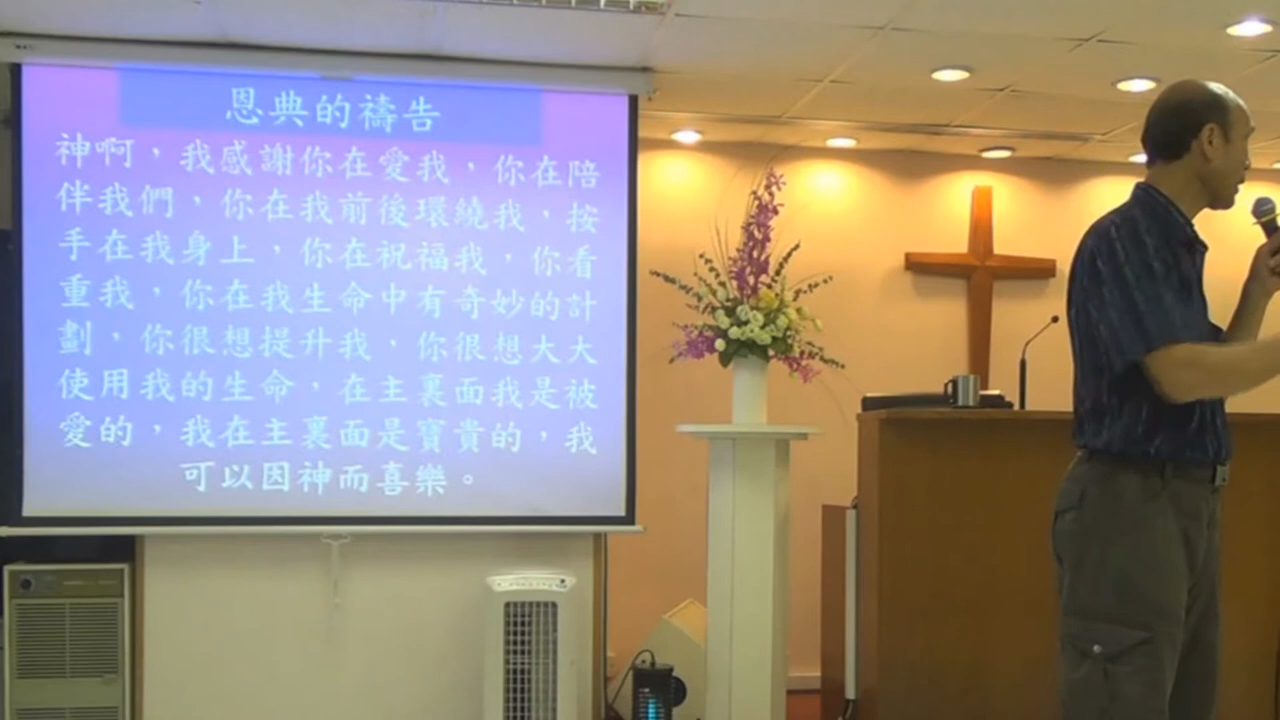 恩典的禱告
神啊，我感謝你在愛我，你在陪
伴我們，你在我前後環繞我，按
手在我身上，你在祝福我，你看
重我，你在我生命中有奇妙的計
劃，你很想提升我，你很想大大
使用我的生命，在主裏面我是被
愛的，我在主裏面是寶貴的，我
可以因神而喜樂。